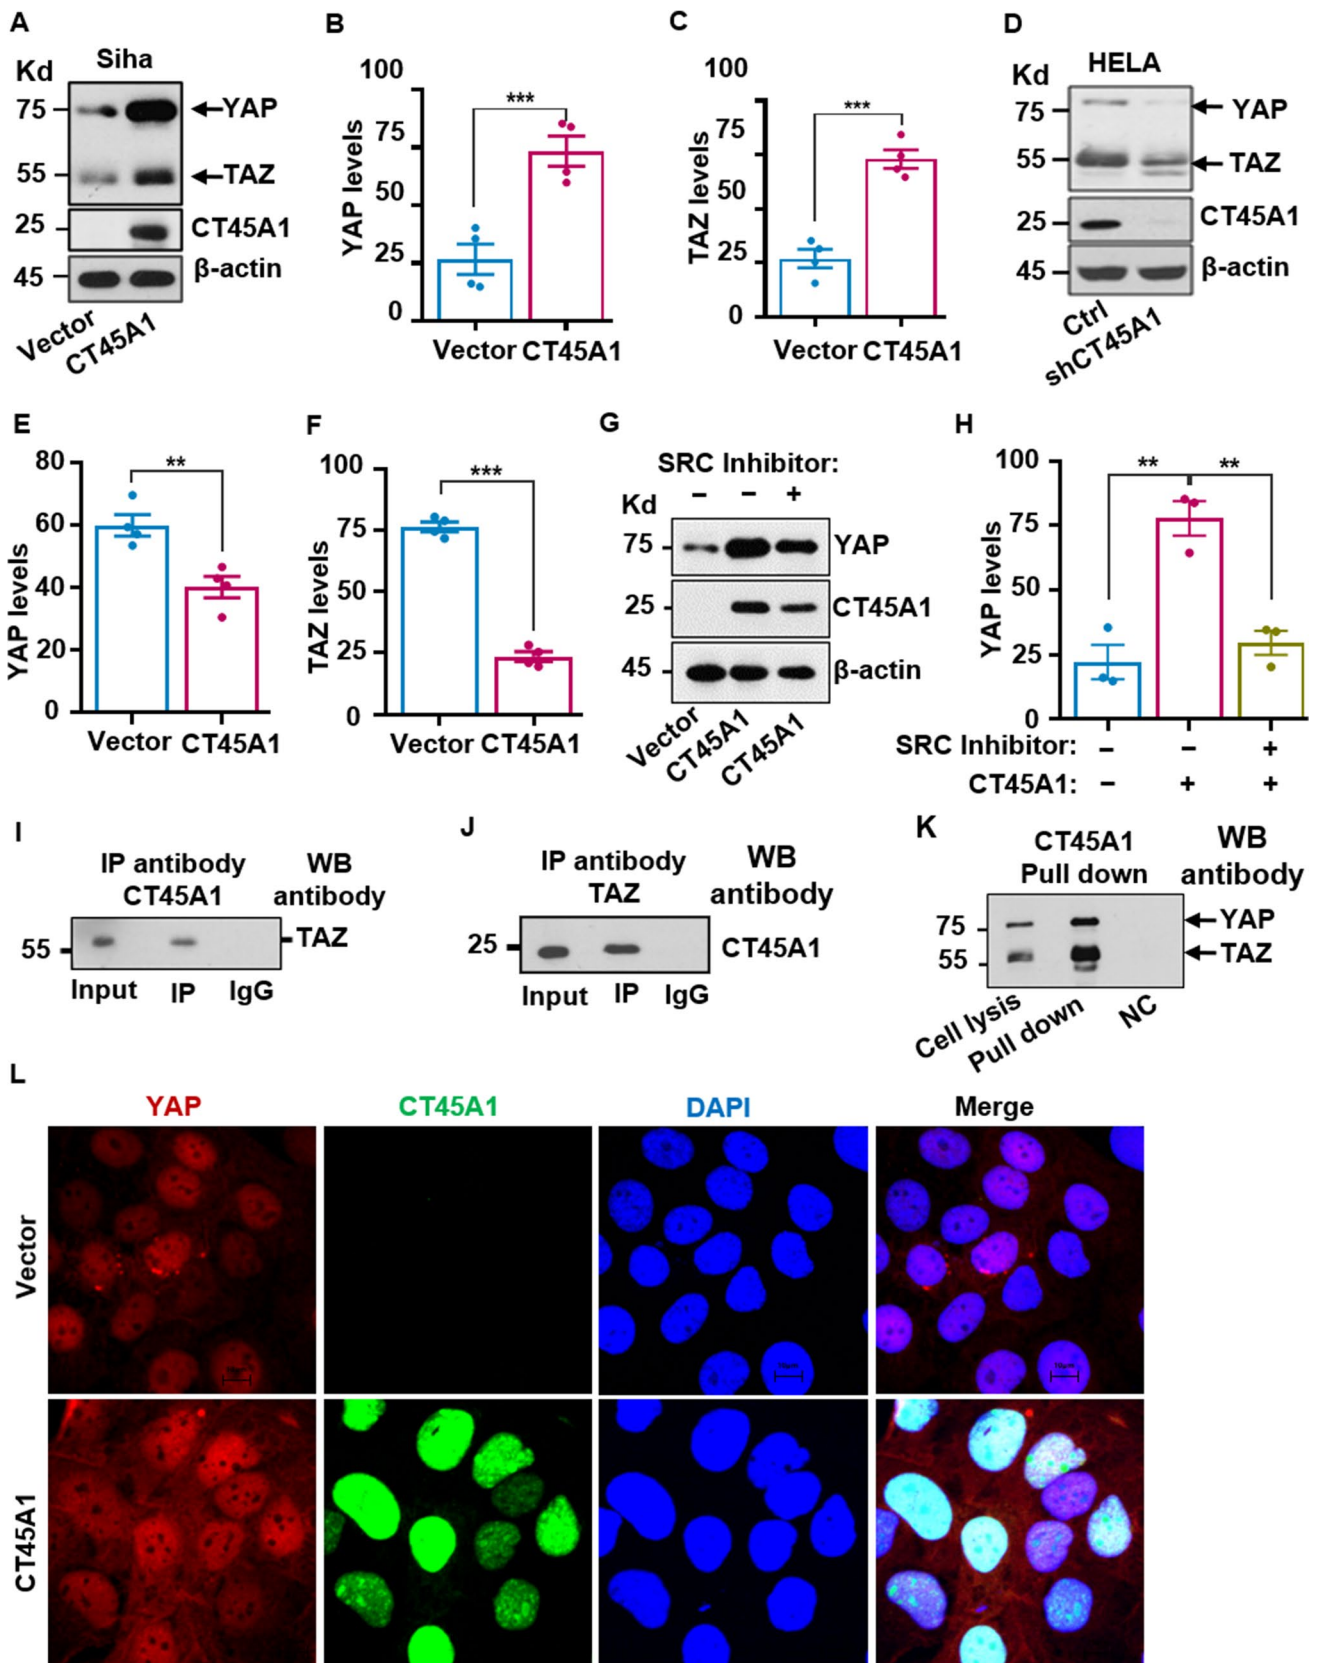 A
Siha
Kd
75
YAP
55
TAZ
25
CT45A1
45
β-actin
Vector
CT45A1
B
100
75
50
25
0
YAP levels
***
Vector CT45A1
C
100
75
50
25
0
TAZ levels
***
Vector CT45A1
D
HELA
Kd
75
YAP
55
TAZ
25
CT45A1
45
β-actin
Ctrl
shCT45A1
E
80
60
40
20
0
YAP levels
**
Vector CT45A1
F
100
75
50
25
0
TAZ levels
***
Vector CT45A1
G
SRC Inhibitor:
− − +
Kd
75
YAP
25
CT45A1
45
β-actin
Vector
CT45A1
CT45A1
H
100
75
50
25
0
YAP levels
** **
SRC Inhibitor: − − +
CT45A1: − + +
I
IP antibody
CT45A1
WB
antibody
55
TAZ
Input IP IgG
J
IP antibody
TAZ
WB
antibody
25
CT45A1
Input IP IgG
K
CT45A1
Pull down
WB
antibody
75
YAP
55
TAZ
Cell lysis
Pull down
NC
L
YAP CT45A1 DAPI Merge
Vector
10μm
CT45A1